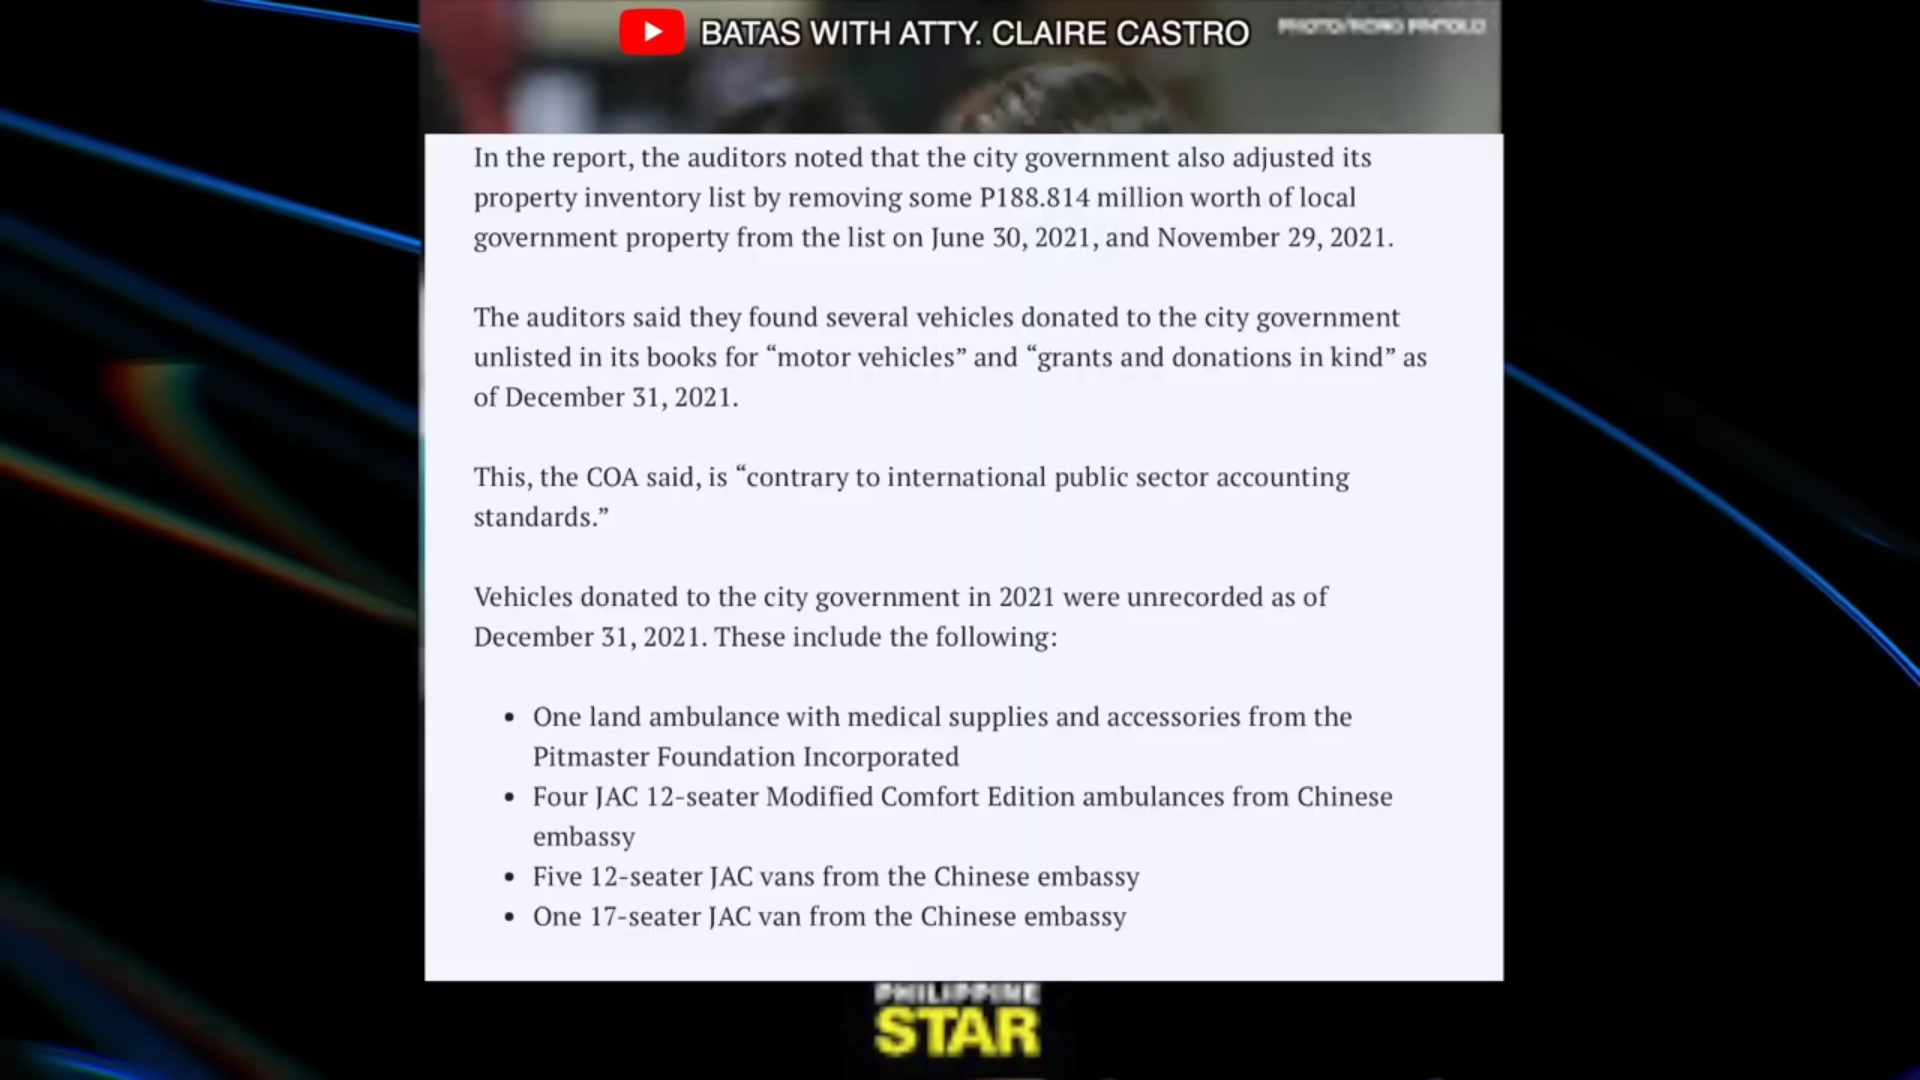 BATAS WITH ATTY. CLAIRE CASTRO
In the report, the auditors noted that the city government also adjusted its
property inventory list by removing some P188.814 million worth of local
government property from the list on June 30, 2021, and November 29, 2021.
The auditors said they found several vehicles donated to the city government
unlisted in its books for “motor vehicles” and “grants and donations in kind” as
of December 31, 2021.
This, the COA said, is “contrary to international public sector accounting
standards.”
Vehicles donated to the city government in 2021 were unrecorded as of
December 31, 2021. These include the following:
• One land ambulance with medical supplies and accessories from the
Pitmaster Foundation Incorporated
• Four JAC 12-seater Modified Comfort Edition ambulances from Chinese
embassy
• Five 12-seater JAC vans from the Chinese embassy
• One 17-seater JAC van from the Chinese embassy
PHILIPPINE
STAR